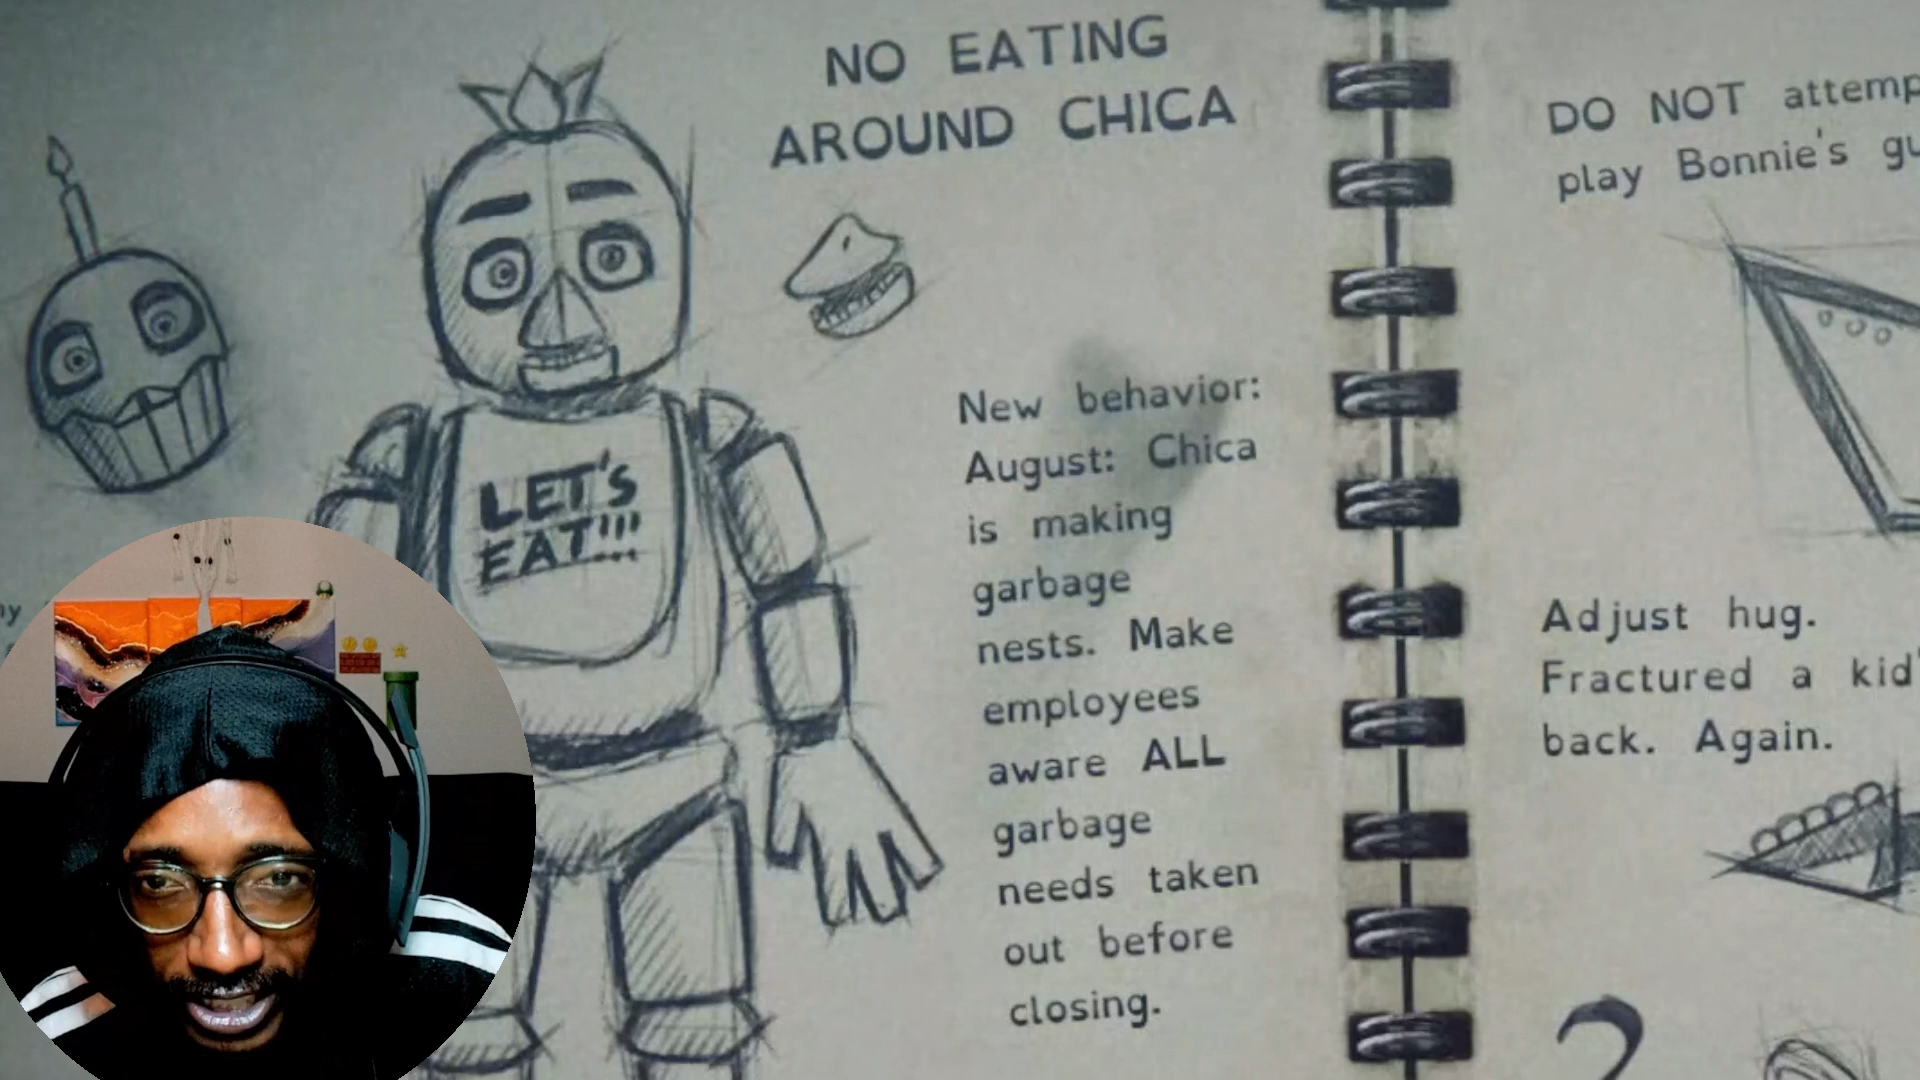 NO EATING
AROUND CHICA
LET'S
EAT!!!
New behavior:
August: Chica
is making
garbage
nests. Make
employees
aware ALL
garbage
needs taken
out before
closing.
DO NOT
play Bonnie's
Adjust hug.
Fractured a
back. Again.
?